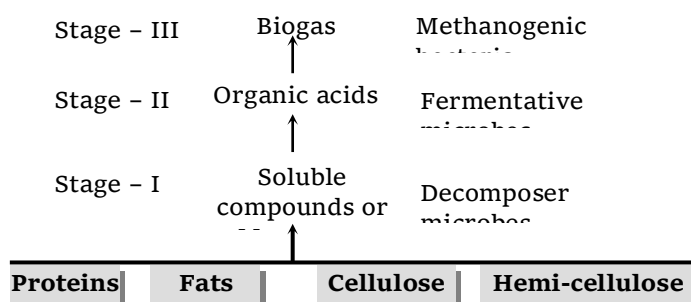 Stage – III Biogas Methanogenic
Stage – II Organic acids Fermentative
Stage – I Soluble compounds or Decomposer
Proteins Fats Cellulose Hemi-cellulose